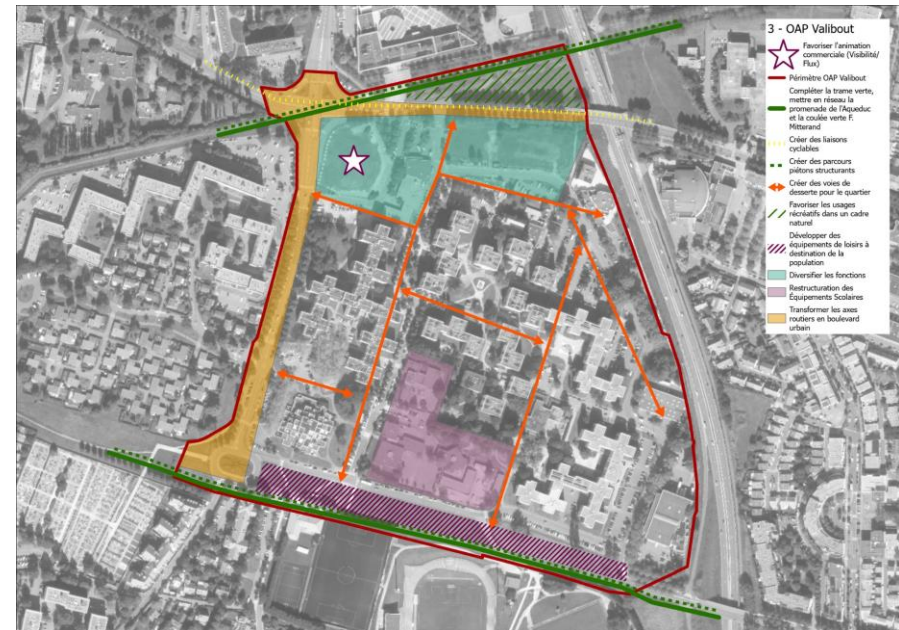 3 - OAP Valibout
Favoriser l'animation
commerciale (Visibilité/
Flux)
Périmètre OAP Valibout
Compléter la trame verte,
mettre en réseau la
promenade de l'Aqueduc
et la coulée verte F.
Mitterand
Créer des liaisons
cyclables
Créer des parcours
piétons structurants
Créer des voies de
desserte pour le quartier
Favoriser les usages
récréatifs dans un cadre
naturel
Développer des
équipements de loisirs à
destination de la
population
Diversifier les fonctions
Restructuration des
Équipements Scolaires
Transformer les axes
routiers en boulevard
urbain